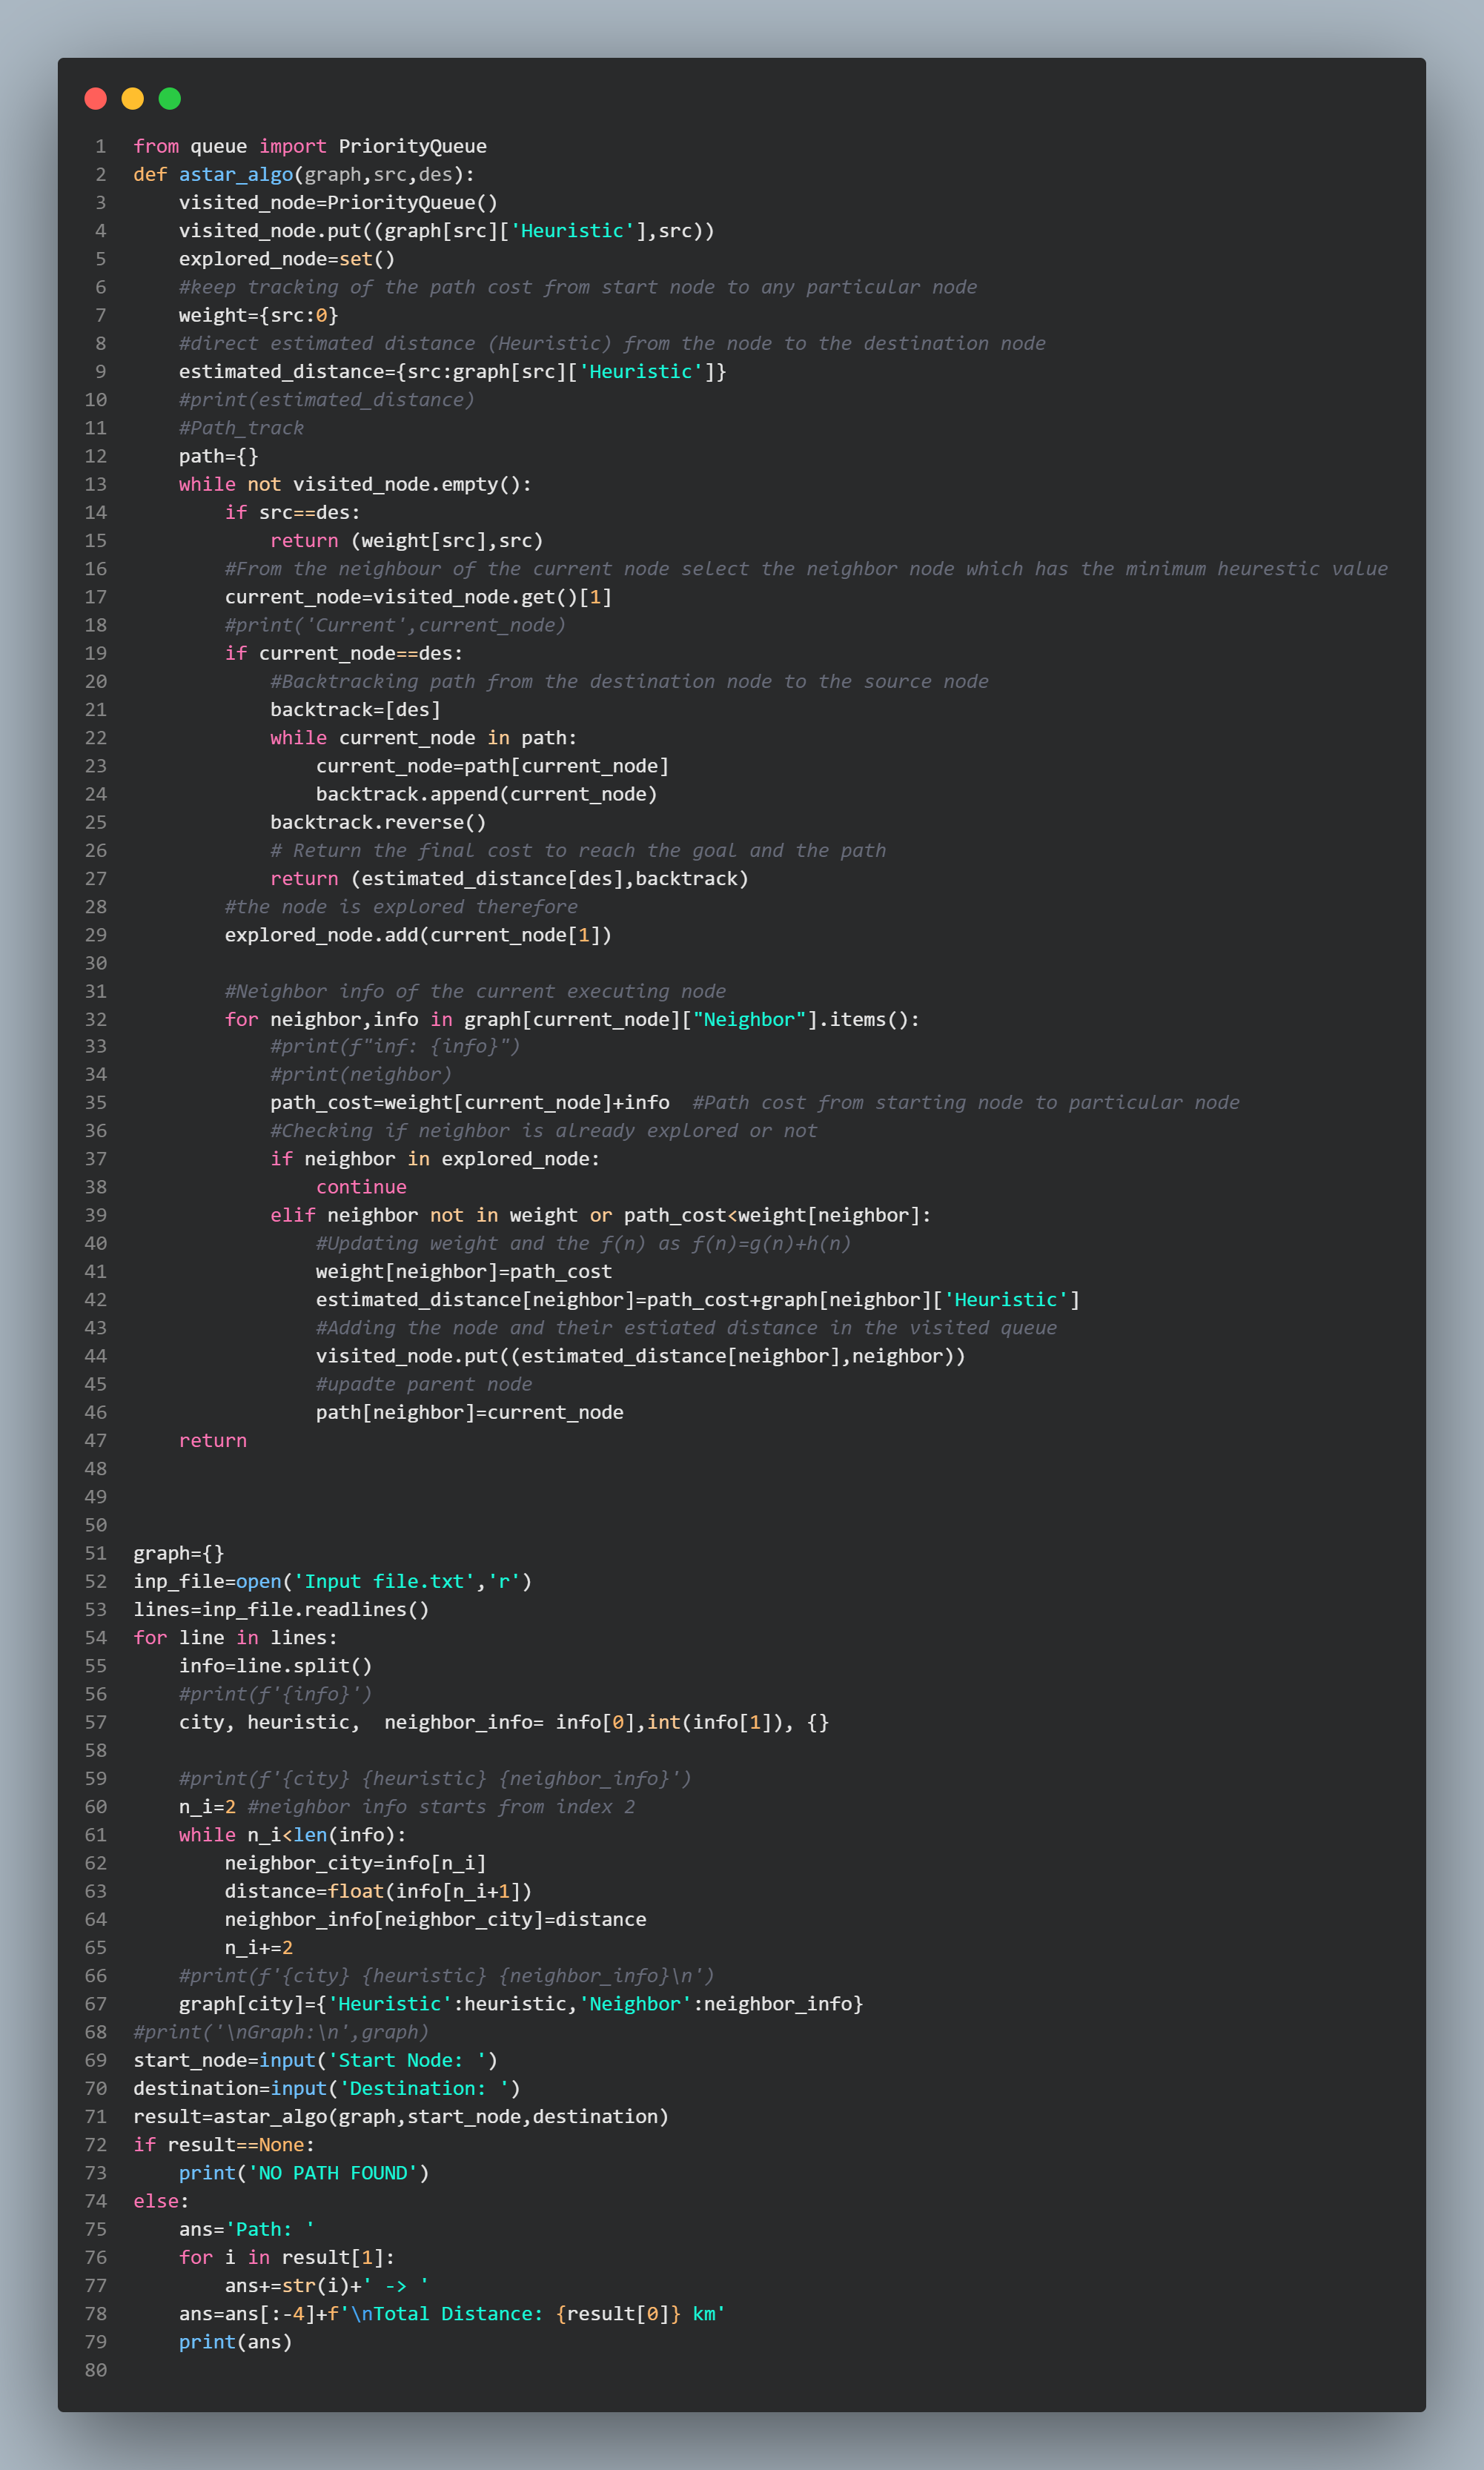 1 from queue import PriorityQueue
2 def astar_algo(graph,src,des):
3     visited_node=PriorityQueue()
4     visited_node.put((graph[src]['Heuristic'],src))
5     explored_node=set()
6     #keep tracking of the path cost from start node to any particular node
7     weight={src:0}
8     #direct estimated distance (Heuristic) from the node to the destination node
9     estimated_distance={src:graph[src]['Heuristic']}
10     #print(estimated_distance)
11     #Path_track
12     path={}
13     while not visited_node.empty():
14         if src==des:
15             return (weight[src],src)
16         #From the neighbour of the current node select the neighbor node which has the minimum heurestic value
17         current_node=visited_node.get()[1]
18         #print('Current',current_node)
19         if current_node==des:
20             #Backtracking path from the destination node to the source node
21             backtrack=[des]
22             while current_node in path:
23                 current_node=path[current_node]
24                 backtrack.append(current_node)
25             backtrack.reverse()
26             # Return the final cost to reach the goal and the path
27             return (estimated_distance[des],backtrack)
28         #the node is explored therefore
29         explored_node.add(current_node[1])
30
31         #Neighbor info of the current executing node
32         for neighbor,info in graph[current_node]["Neighbor"].items():
33             #print(f"inf: {info}")
34             #print(neighbor)
35             path_cost=weight[current_node]+info  #Path cost from starting node to particular node
36             #Checking if neighbor is already explored or not
37             if neighbor in explored_node:
38                 continue
39             elif neighbor not in weight or path_cost<weight[neighbor]:
40                 #Updating weight and the f(n) as f(n)=g(n)+h(n)
41                 weight[neighbor]=path_cost
42                 estimated_distance[neighbor]=path_cost+graph[neighbor]['Heuristic']
43                 #Adding the node and their estiated distance in the visited queue
44                 visited_node.put((estimated_distance[neighbor],neighbor))
45                 #upadte parent node
46                 path[neighbor]=current_node
47     return
48
49
50
51 graph={}
52 inp_file=open('Input file.txt','r')
53 lines=inp_file.readlines()
54 for line in lines:
55     info=line.split()
56     #print(f'{info}')
57     city, heuristic,  neighbor_info= info[0],int(info[1]), {}
58
59     #print(f'{city} {heuristic} {neighbor_info}')
60     n_i=2 #neighbor info starts from index 2
61     while n_i<len(info):
62         neighbor_city=info[n_i]
63         distance=float(info[n_i+1])
64         neighbor_info[neighbor_city]=distance
65         n_i+=2
66     #print(f'{city} {heuristic} {neighbor_info}\n')
67     graph[city]={'Heuristic':heuristic,'Neighbor':neighbor_info}
68 #print('\nGraph:\n',graph)
69 start_node=input('Start Node: ')
70 destination=input('Destination: ')
71 result=astar_algo(graph,start_node,destination)
72 if result==None:
73     print('NO PATH FOUND')
74 else:
75     ans='Path: '
76     for i in result[1]:
77         ans+=str(i)+' -> '
78     ans=ans[:-4]+f'\nTotal Distance: {result[0]} km'
79     print(ans)
80